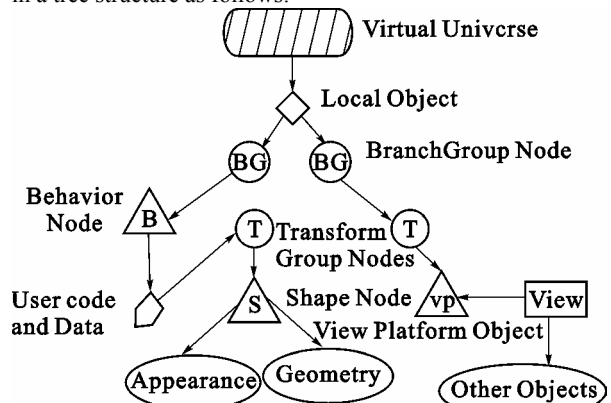 in a tree structure as follows:
Virtual Univcrse
Local Object
BG
BG
BranchGroup Node
Behavior
Node
B
T
Transform
Group Nodes
T
User code
and Data
S
Shape Node
vp
View
View Platform Object
Appearance
Geometry
Other Objects